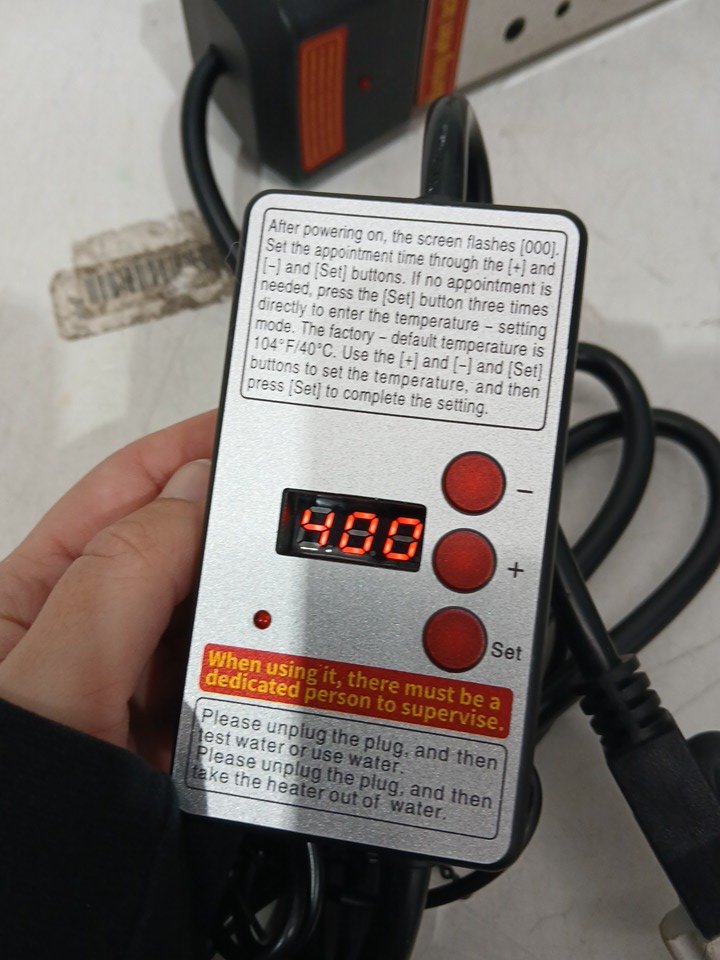 After powering on, the screen flashes [000].
Set the appointment time through the [+] and
[−] and [Set] buttons. If no appointment is
needed, press the [Set] button three times
directly to enter the temperature – setting
mode. The factory – default temperature is
104°F/40°C. Use the [+] and [−] and [Set]
buttons to set the temperature, and then
press [Set] to complete the setting.
400
−
+
Set
When using it, there must be a
dedicated person to supervise.
Please unplug the plug, and then
test water or use water.
Please unplug the plug, and then
take the heater out of water.